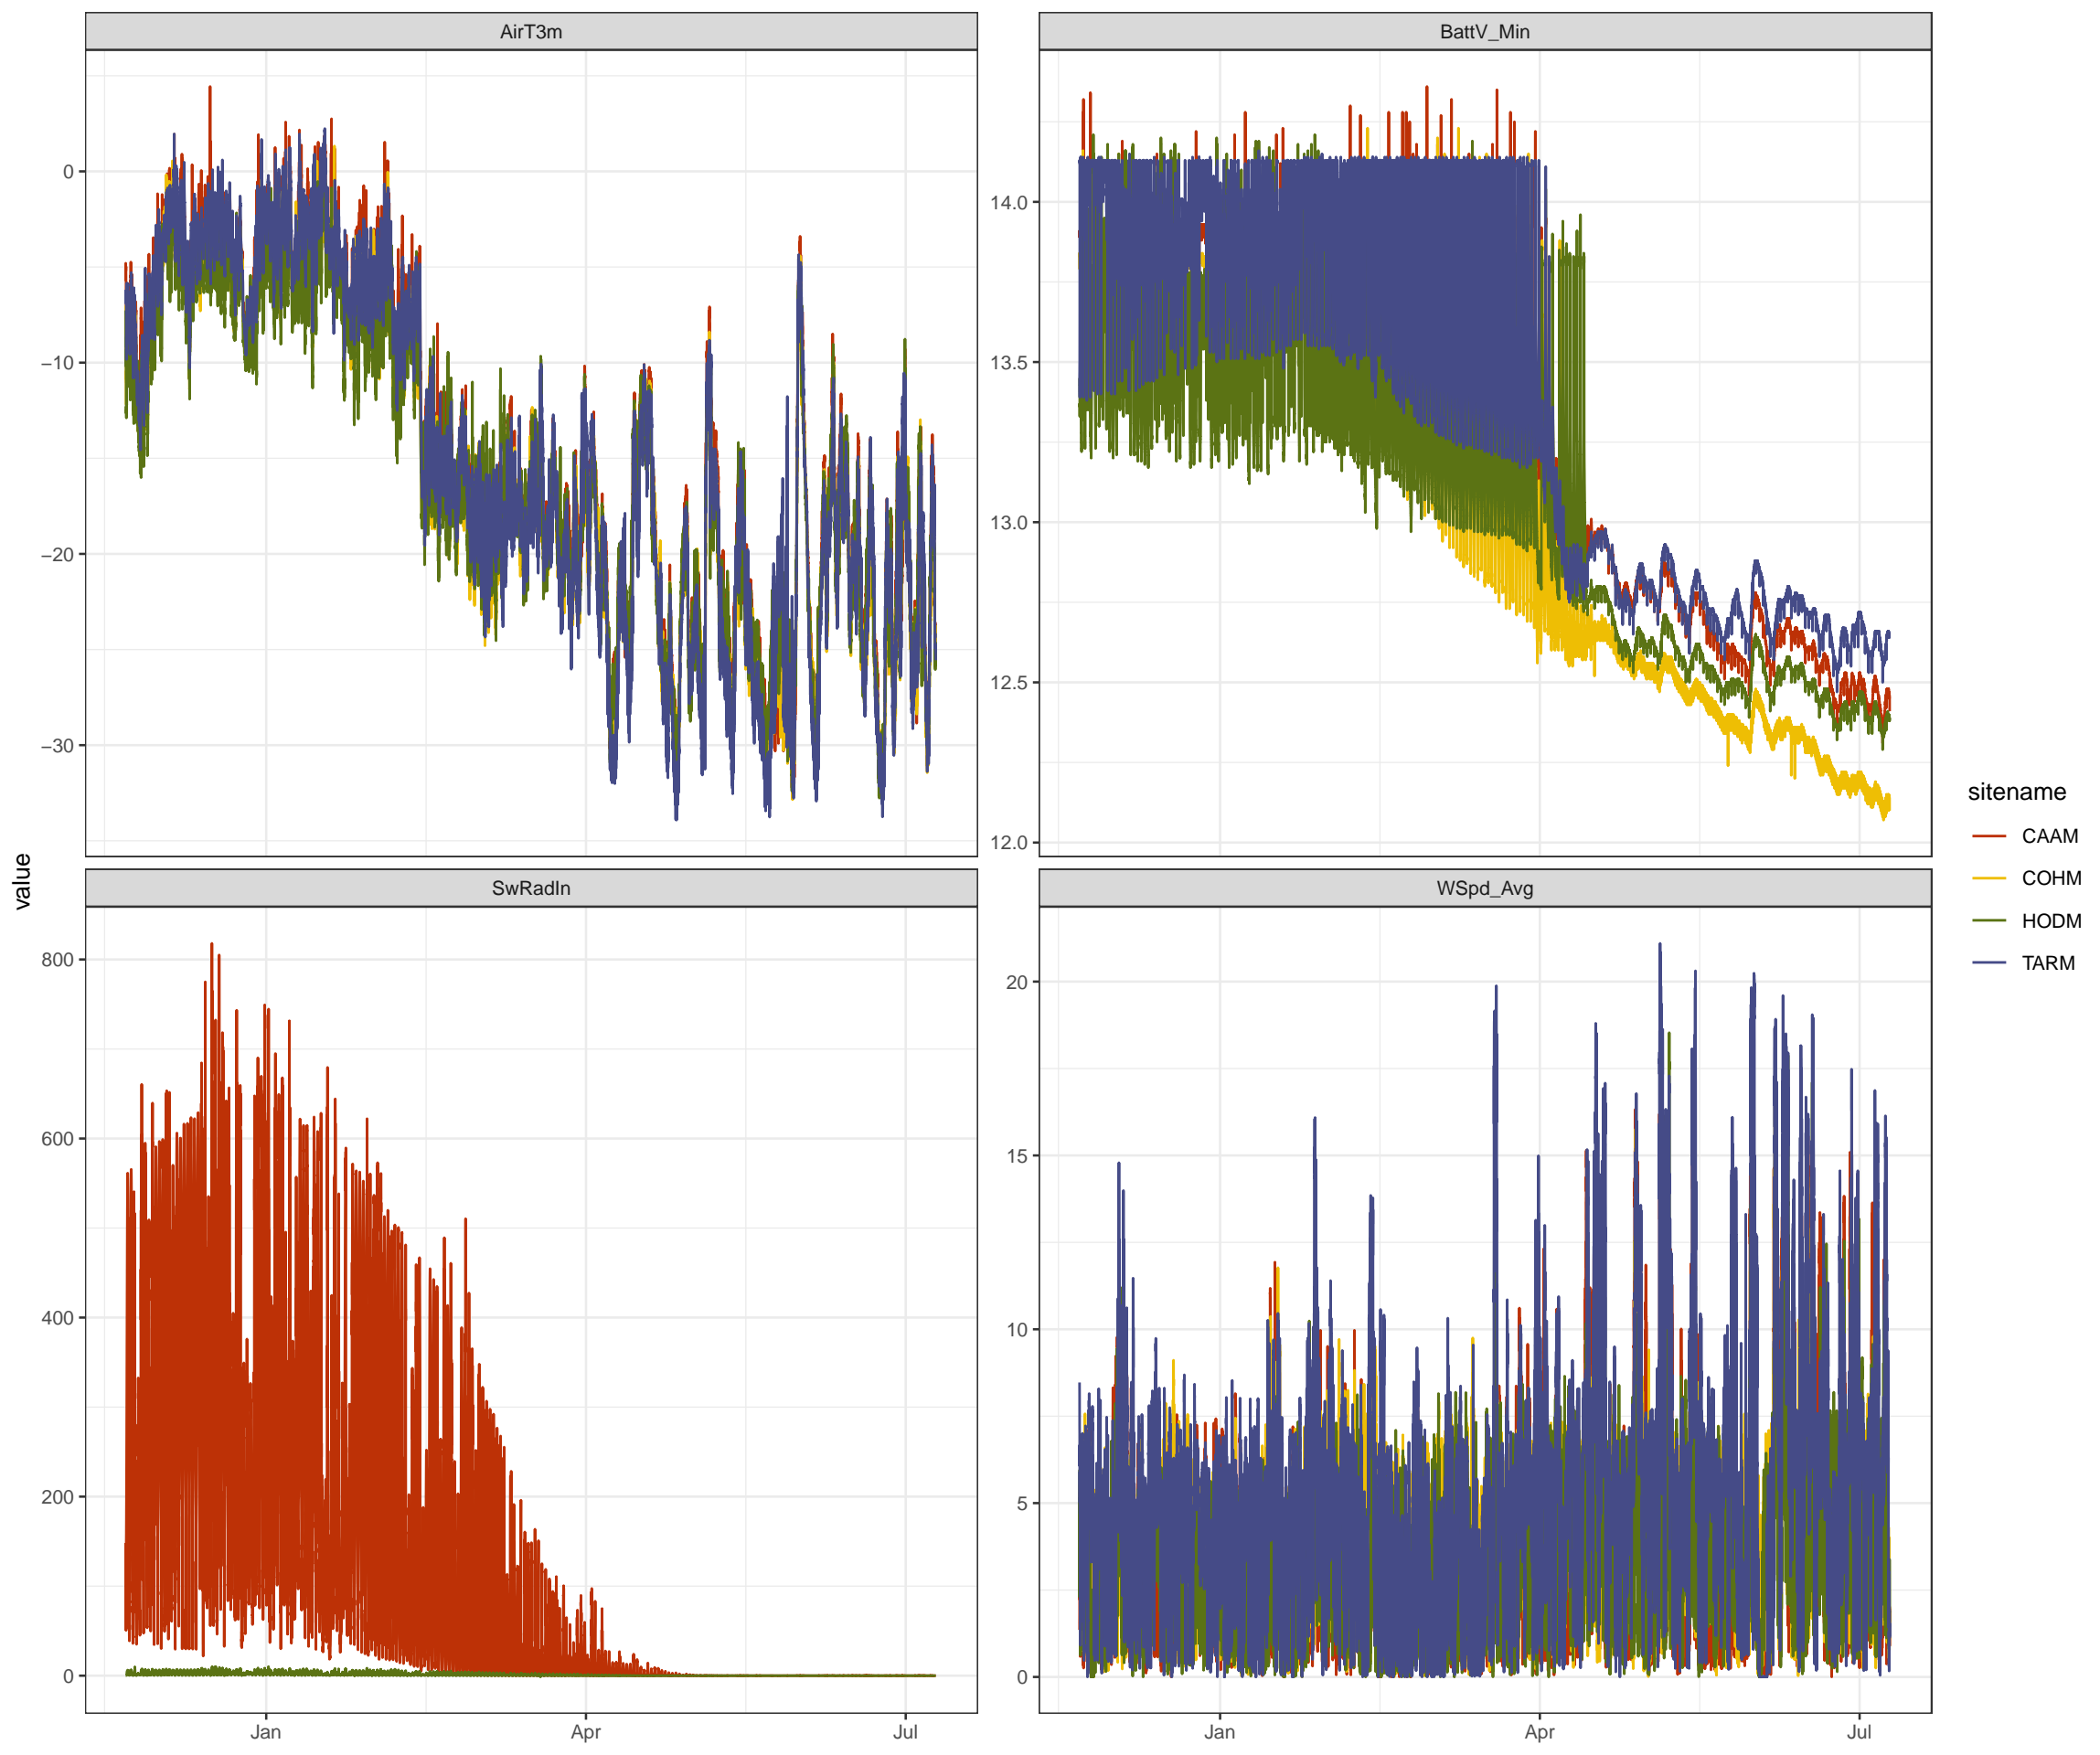 AirT3m
BattV_Min
0
−10
−20
−30
14.0
13.5
13.0
12.5
12.0
value
SwRadIn
WSpd_Avg
800
600
400
200
0
20
15
10
5
0
Jan
Apr
Jul
Jan
Apr
Jul
sitename
CAAM
COHM
HODM
TARM